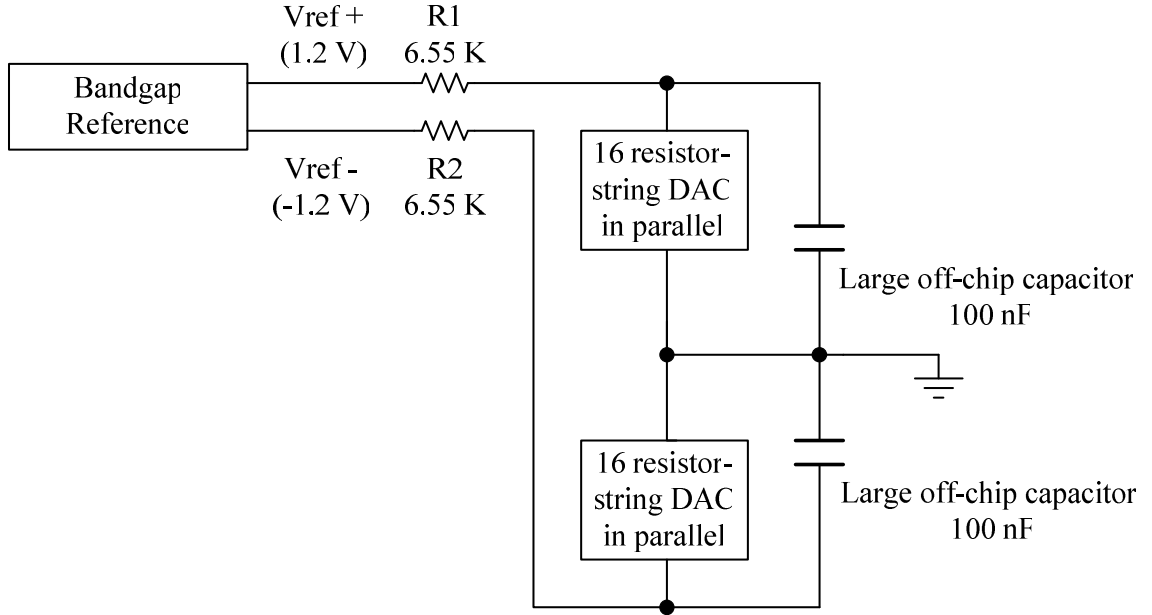 Vref +
(1.2 V)
R1
6.55 K
Bandgap
Reference
Vref -
(-1.2 V)
R2
6.55 K
16 resistor-
string DAC
in parallel
Large off-chip capacitor
100 nF
16 resistor-
string DAC
in parallel
Large off-chip capacitor
100 nF